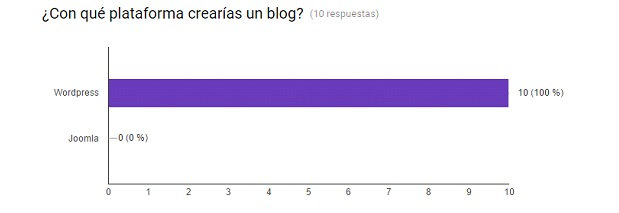 ¿Con qué plataforma crearías un blog? (10 respuestas)
Wordpress 10 (100 %)
Joomla 0 (0 %)
0 1 2 3 4 5 6 7 8 9 10